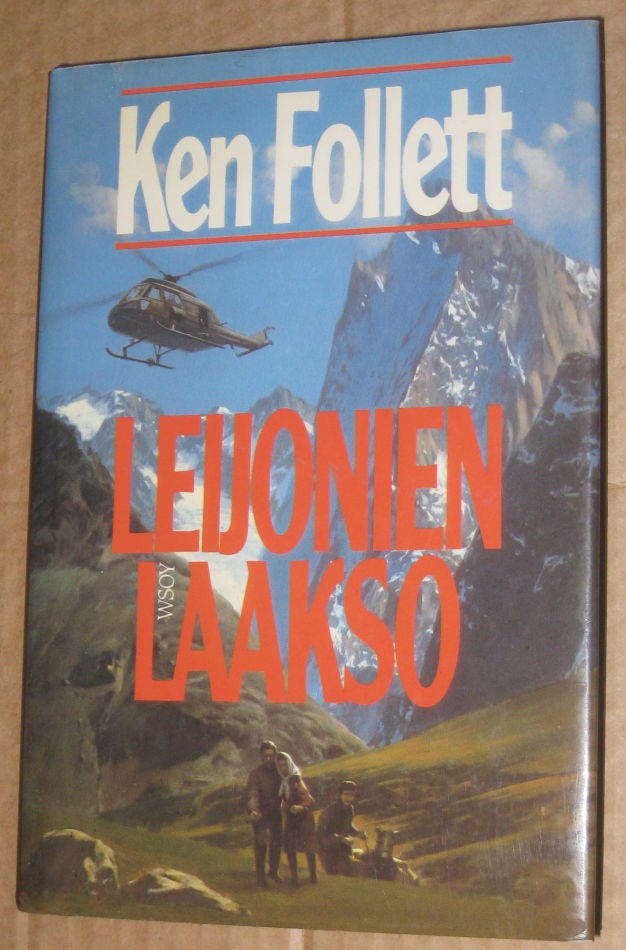 Ken Follett
LEIJONIEN
WSOY
LAAKSO